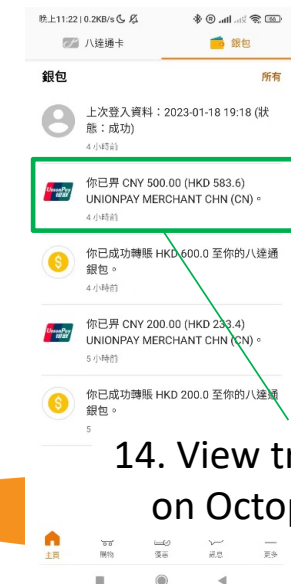 晚上11:22 | 0.2KB/s
八達通卡
銀包
銀包
所有
上次登入資料：2023-01-18 19:18 (狀
態：成功)
4 小時前
你已畀 CNY 500.00 (HKD 583.6)
UNIONPAY MERCHANT CHN (CN)。
4 小時前
你已成功轉賬 HKD 600.0 至你的八達通
銀包。
4 小時前
你已畀 CNY 200.00 (HKD 233.4)
UNIONPAY MERCHANT CHN (CN)。
5 小時前
你已成功轉賬 HKD 200.0 至你的八達通
銀包。
5
14. View
on
主頁
購物
優惠
訊息
更多